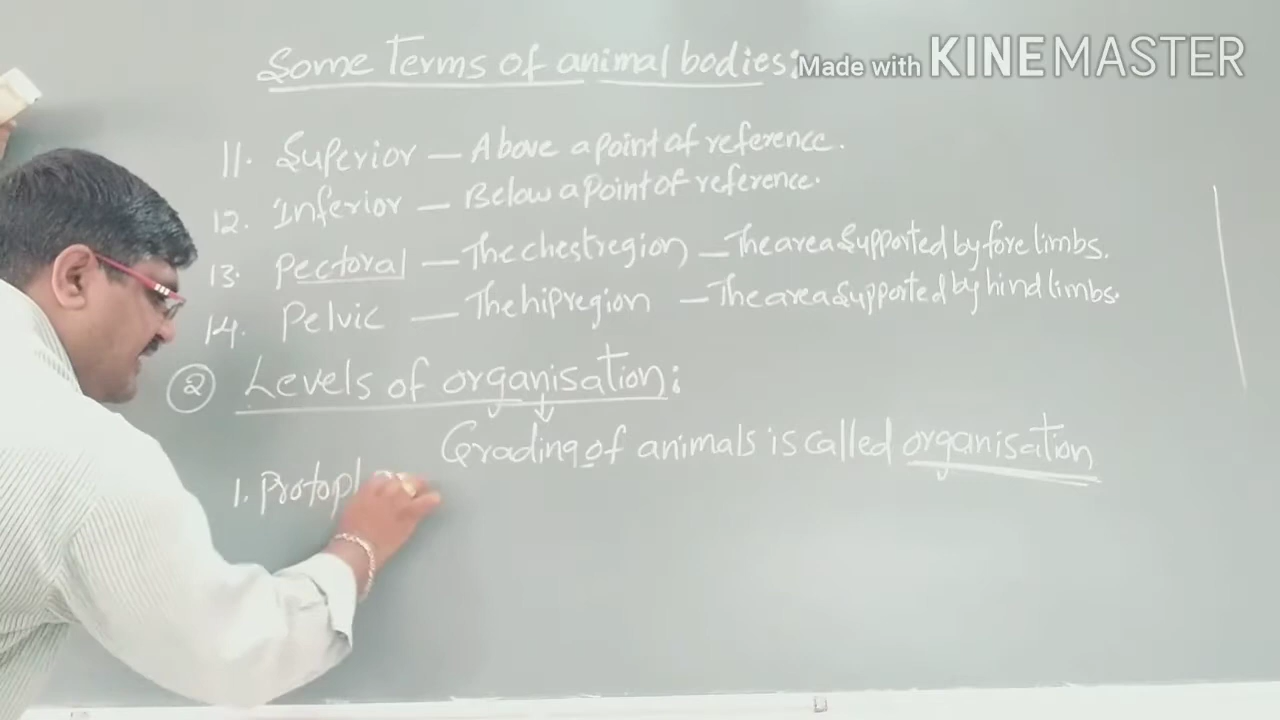 Some Terms of animal bodies:
Made with KINEMASTER
11. Superior — Above a point of reference.
12. Inferior — Below a point of reference.
13. Pectoral — The chest region — The area supported by fore limbs.
14. Pelvic — The hip region — The area supported by hind limbs.
2 Levels of organisation:
Grading of animals is called organisation
1. Protopl